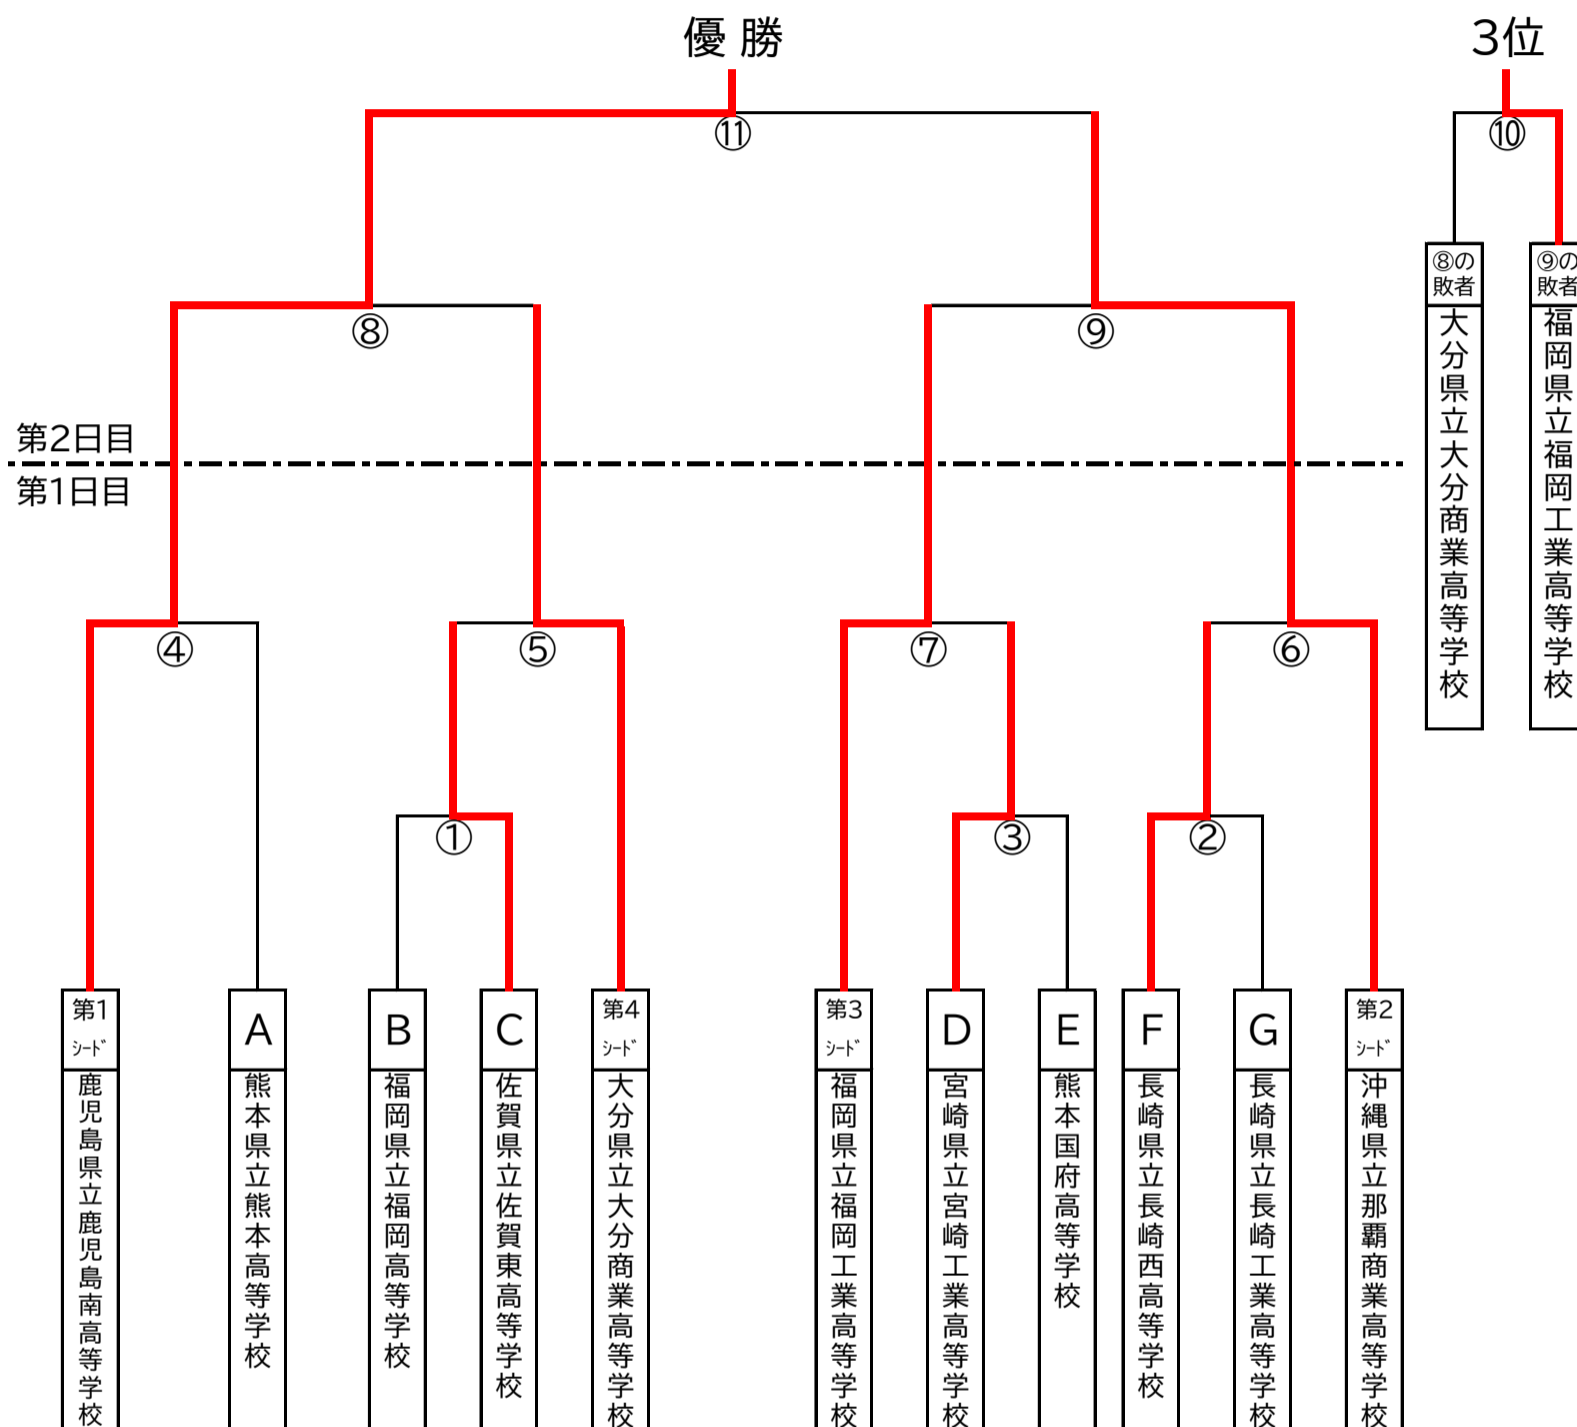 優 勝
3位
⑪
⑩
⑧の
敗者
大分県立大分商業高等学校
⑨の
敗者
福岡県立福岡工業高等学校
⑧
⑨
第2日目
第1日目
④
⑤
⑦
⑥
①
③
②
第1
ｼｰﾄﾞ
鹿児島県立鹿児島南高等学校
A
熊本県立熊本高等学校
B
福岡県立福岡高等学校
C
佐賀県立佐賀東高等学校
第4
ｼｰﾄﾞ
大分県立大分商業高等学校
第3
ｼｰﾄﾞ
福岡県立福岡工業高等学校
D
宮崎県立宮崎工業高等学校
E
熊本国府高等学校
F
長崎県立長崎西高等学校
G
長崎県立長崎工業高等学校
第2
ｼｰﾄﾞ
沖縄県立那覇商業高等学校